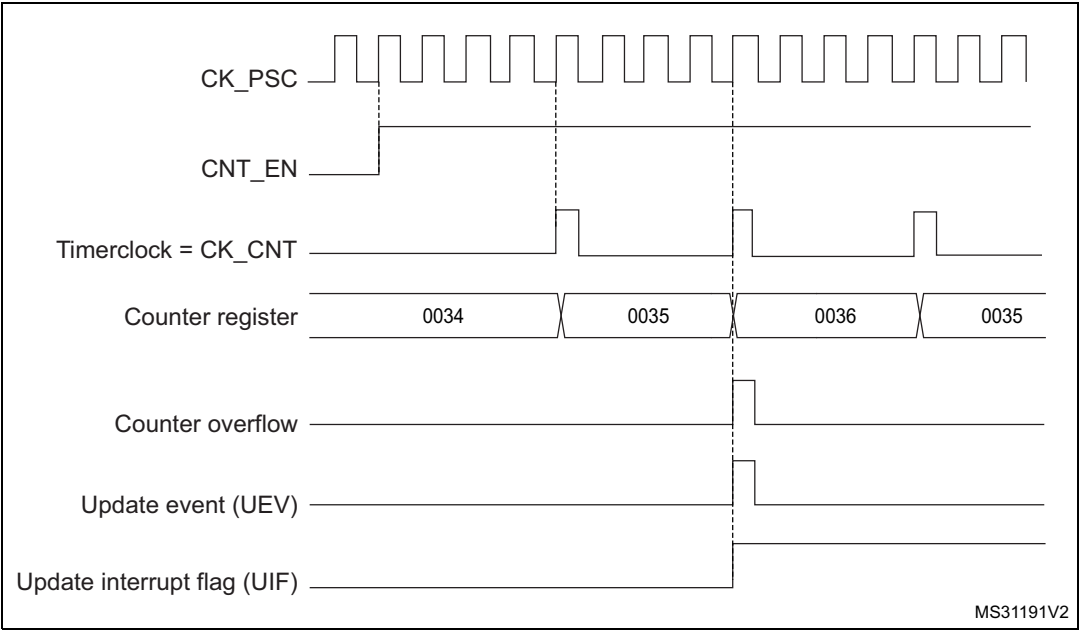 CK_PSC
CNT_EN
Timerclock = CK_CNT
Counter register 0034 0035 0036 0035
Counter overflow
Update event (UEV)
Update interrupt flag (UIF)
MS31191V2